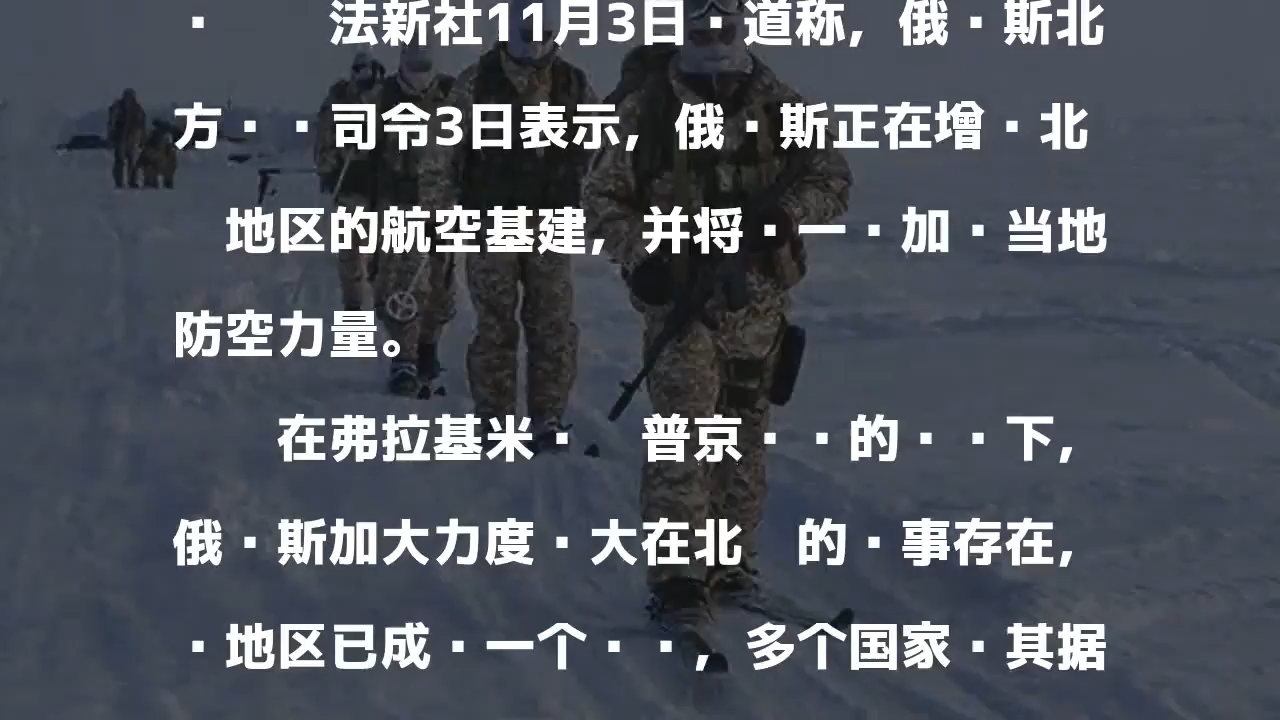 ▪ 法新社11月3日▪道称，俄▪斯北
方▪▪司令3日表示，俄▪斯正在增▪北
地区的航空基建，并将▪一▪加▪当地
防空力量。
在弗拉基米▪ 普京▪▪的▪▪下，
俄▪斯加大力度▪大在北 的▪事存在，
▪地区已成▪一个▪▪，多个国家▪其据